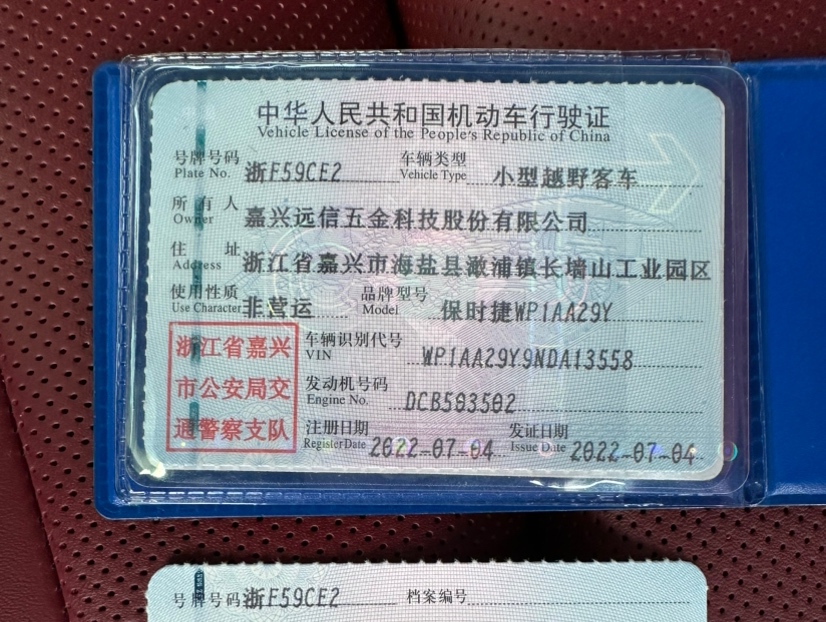 中华人民共和国机动车行驶证
Vehicle License of the People's Republic of China
号牌号码 浙F59CE2 车辆类型 小型越野客车
Plate No. Vehicle Type
所有人 嘉兴远信五金科技股份有限公司
Owner
住址 浙江省嘉兴市海盐县澉浦镇长墙山工业园区
Address
使用性质 非营运 品牌型号 保时捷WP1AA29Y
Use Character Model
浙江省嘉兴
市公安局交
通警察支队
车辆识别代号 WP1AA29Y9NDA13558
VIN
发动机号码 DCB503502
Engine No.
注册日期 2022-07-04 发证日期 2022-07-04
Register Date Issue Date
号牌号码 浙F59CE2 档案编号